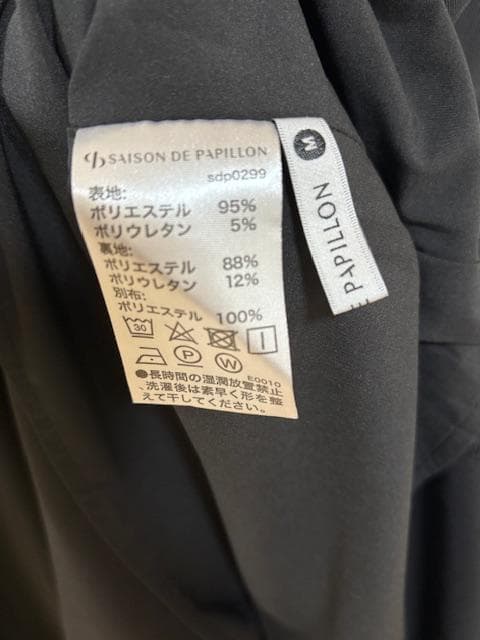 SAISON DE PAPILLON
sdp0299
表地:
ポリエステル 95%
ポリウレタン 5%
裏地:
ポリエステル 88%
ポリウレタン 12%
別布:
ポリエステル 100%
30
P W
●長時間の湿潤放置禁止 E0010
、洗濯後は素早く形を整
えて干してください。
M
E PAPILLON